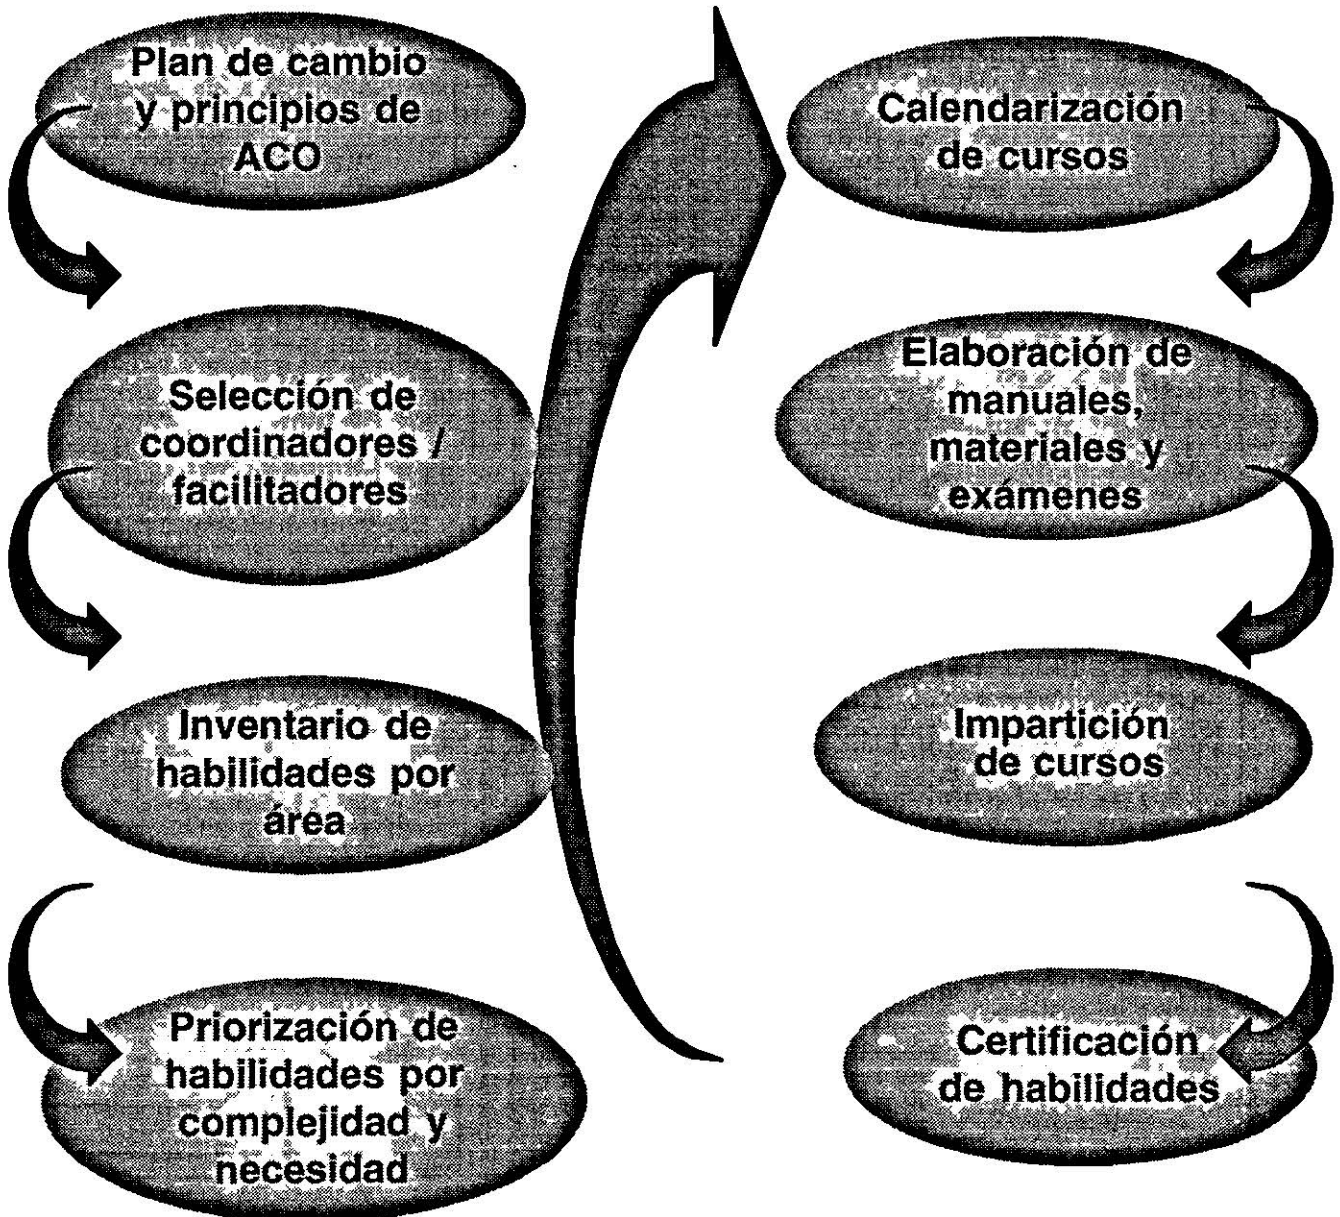 Plan de cambio
y principios de
ACO
Selección de
coordinadores /
facilitadores
Inventario de
habilidades por
área
Priorización de
habilidades por
complejidad y
necesidad
Calendarización
de cursos
Elaboración de
manuales,
materiales y
exámenes
Impartición
de cursos
Certificación
de habilidades